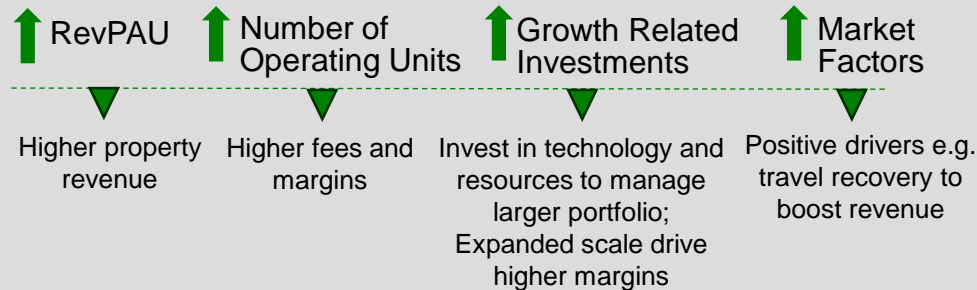 RevPAU
Number of
Operating Units
Growth Related
Investments
Market
Factors
Higher property
revenue
Higher fees and
margins
Invest in technology and
resources to manage
larger portfolio;
Expanded scale drive
higher margins
Positive drivers e.g.
travel recovery to
boost revenue